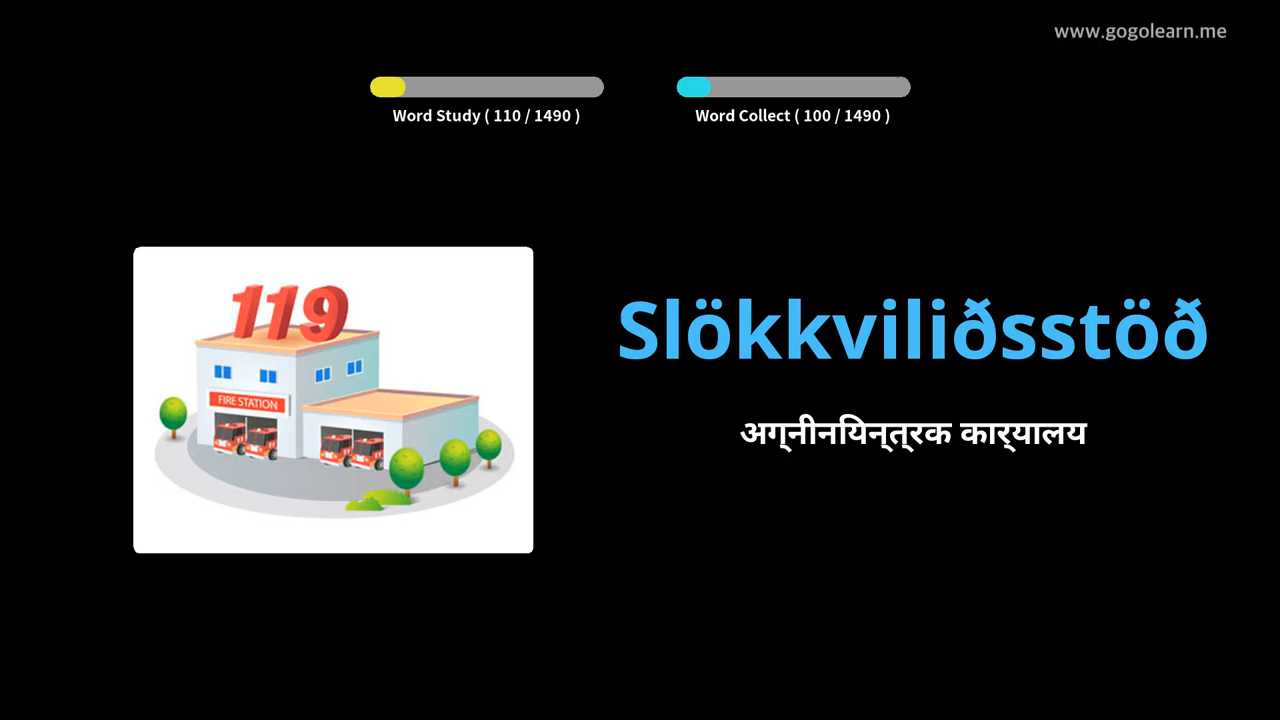 www.gogolearn.me
Word Study ( 110 / 1490 )
Word Collect ( 100 / 1490 )
119
FIRE STATION
Slökkviliðsstöð
अग्नीनयिन्त्रक कार्यालय